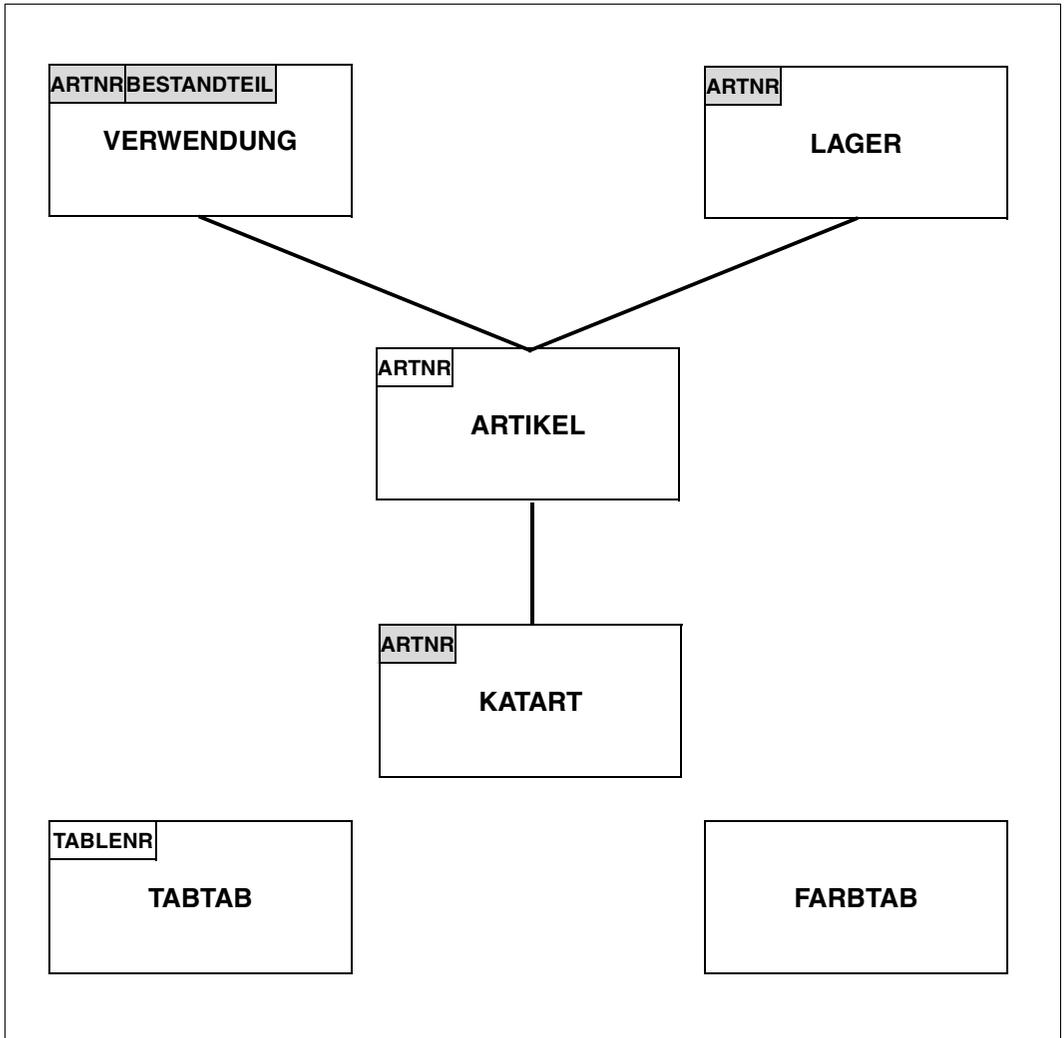 ARTNR BESTANDTEIL
VERWENDUNG
ARTNR
LAGER
ARTNR
ARTIKEL
ARTNR
KATART
TABLENR
TABTAB
FARBTAB